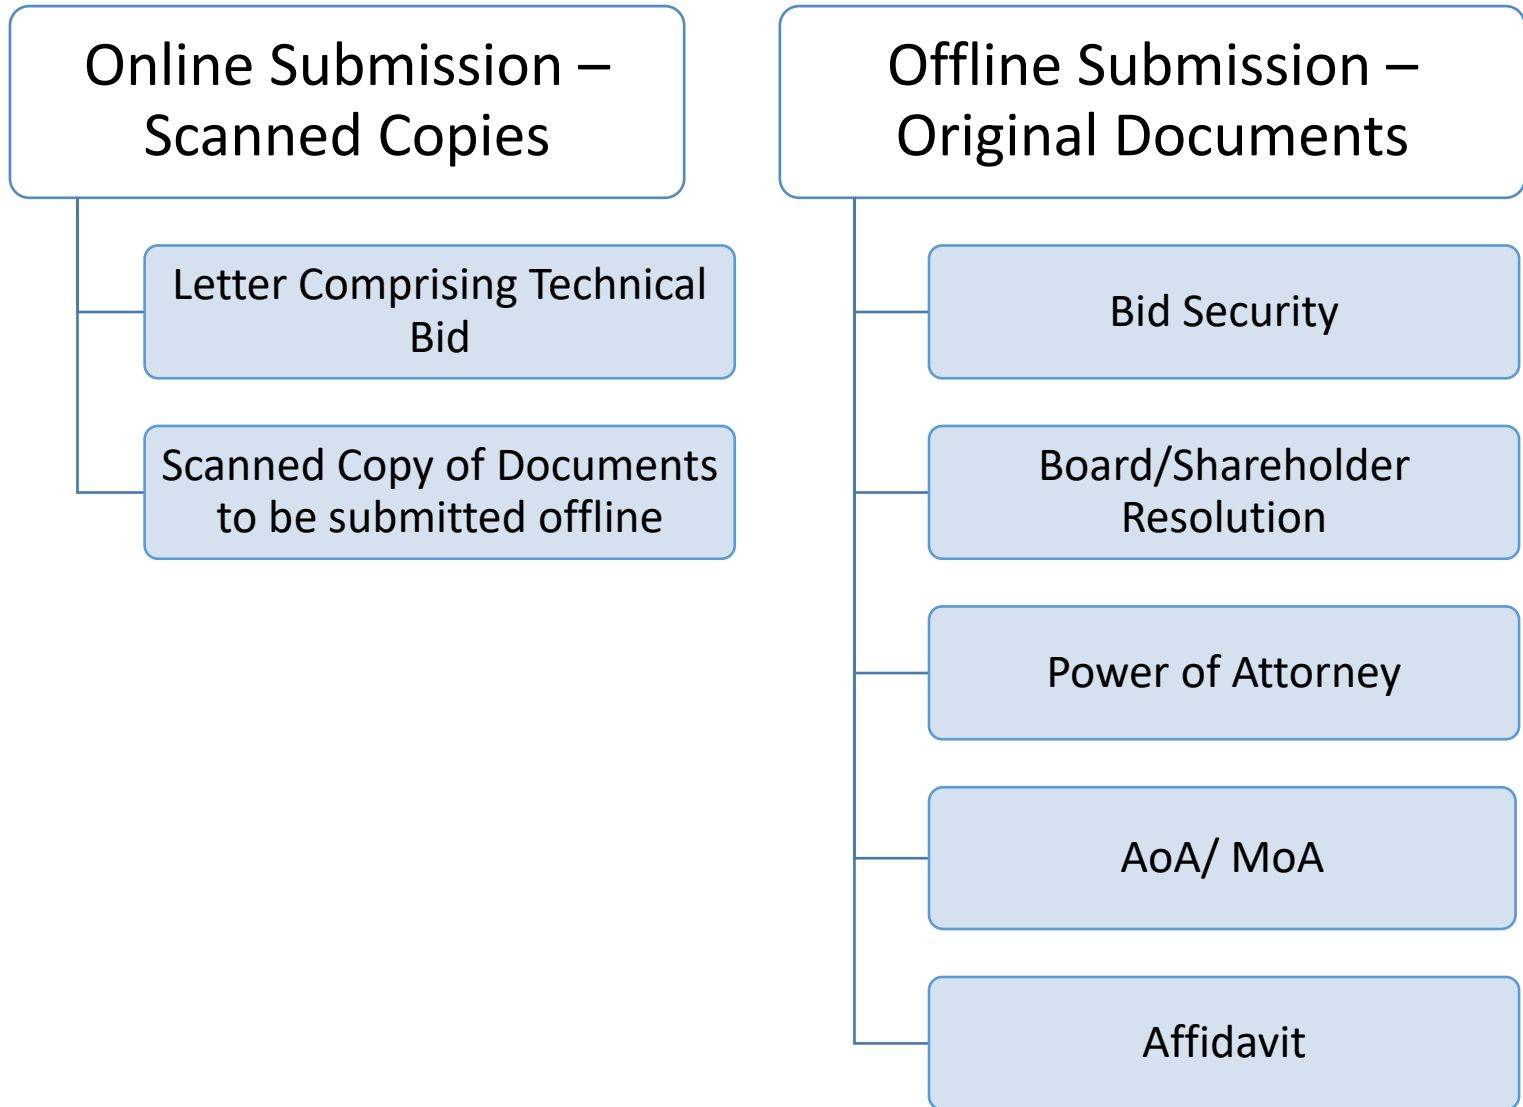 Online Submission –
Scanned Copies
Letter Comprising Technical
Bid
Scanned Copy of Documents
to be submitted offline
Offline Submission –
Original Documents
Bid Security
Board/Shareholder
Resolution
Power of Attorney
AoA/ MoA
Affidavit